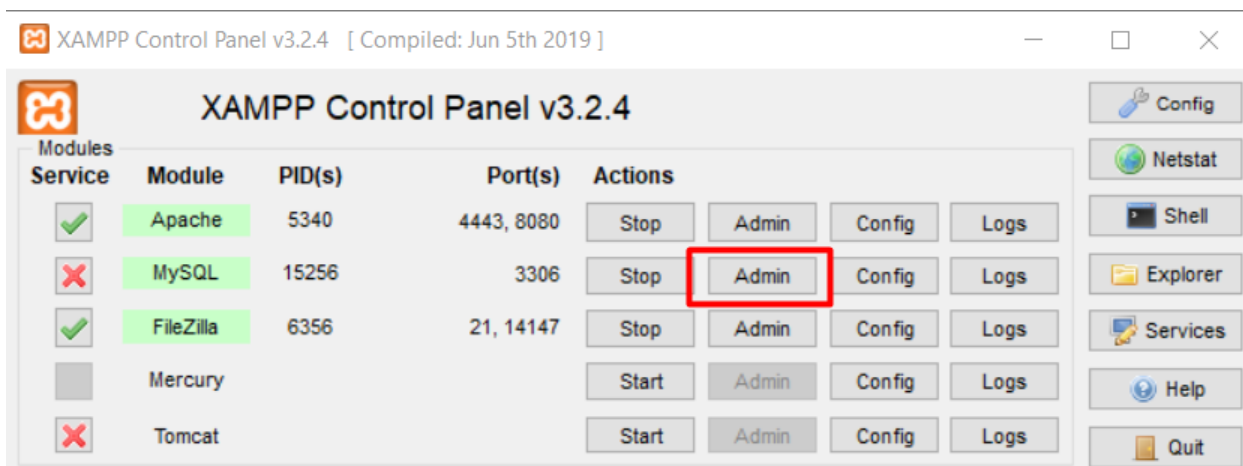 XAMPP Control Panel v3.2.4 [ Compiled: Jun 5th 2019 ]
XAMPP Control Panel v3.2.4
Config
Modules
Service Module PID(s) Port(s) Actions
Netstat
Apache 5340 4443, 8080 Stop Admin Config Logs
Shell
MySQL 15256 3306 Stop Admin Config Logs
Explorer
FileZilla 6356 21, 14147 Stop Admin Config Logs
Services
Mercury Start Admin Config Logs
Help
Tomcat Start Admin Config Logs
Quit